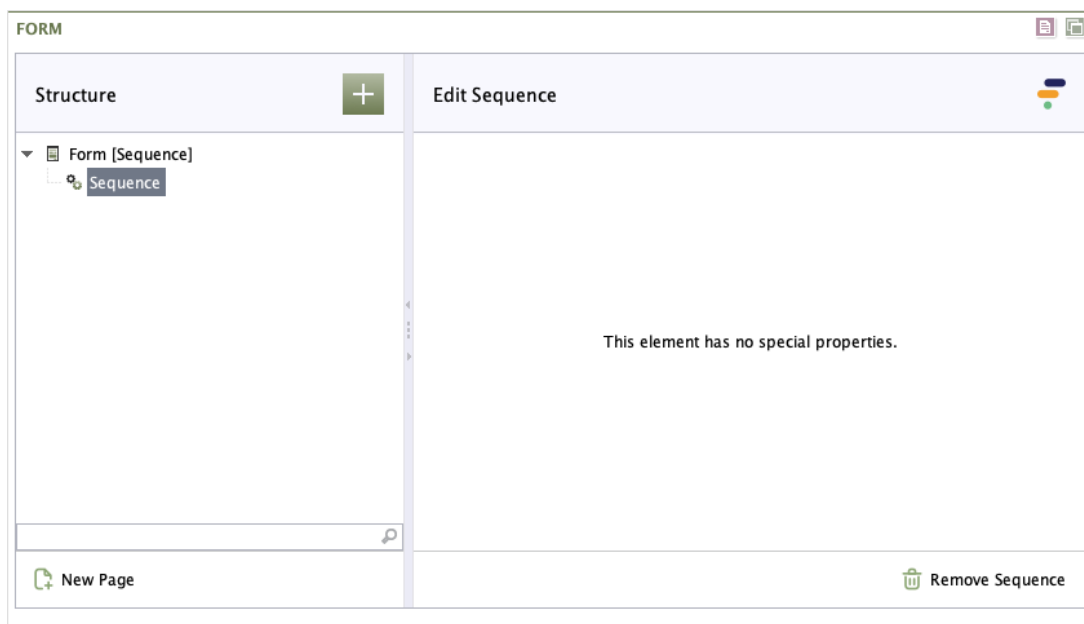 FORM
Structure
Edit Sequence
Form [Sequence]
Sequence
This element has no special properties.
New Page
Remove Sequence